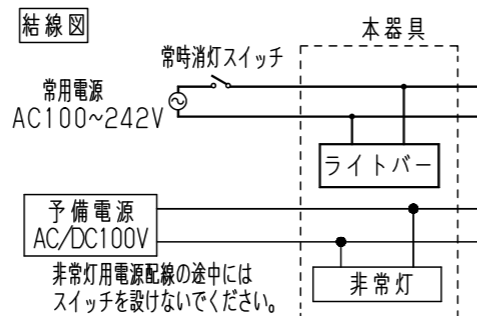 結線図
本器具
常時消灯スイッチ
常用電源
AC100~242V
ライトバー
予備電源
AC/DC100V
非常灯用電源配線の途中には
スイッチを設けないでください。
非常灯